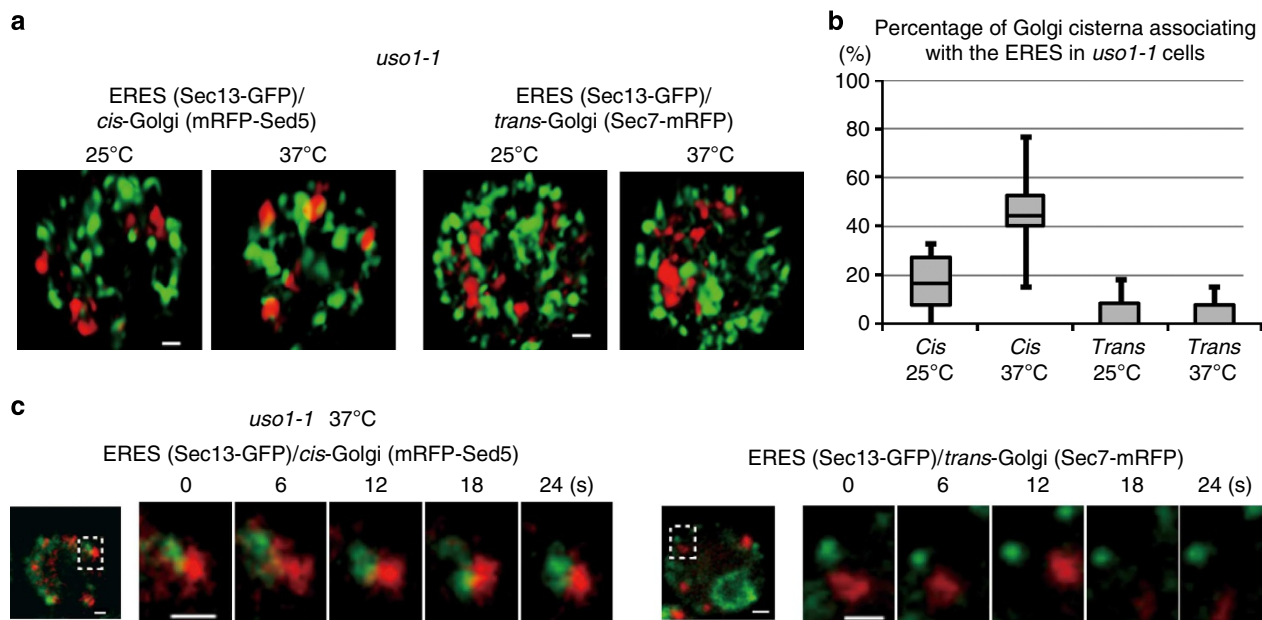 a
uso1-1
ERES (Sec13-GFP)/
cis-Golgi (mRFP-Sed5)
25°C 37°C
ERES (Sec13-GFP)/
trans-Golgi (Sec7-mRFP)
25°C 37°C
b
Percentage of Golgi cisterna associating
with the ERES in uso1-1 cells
(%)
100
80
60
40
20
0
Cis Cis Trans Trans
25°C 37°C 25°C 37°C
c
uso1-1 37°C
ERES (Sec13-GFP)/cis-Golgi (mRFP-Sed5)
0 6 12 18 24 (s)
ERES (Sec13-GFP)/trans-Golgi (Sec7-mRFP)
0 6 12 18 24 (s)